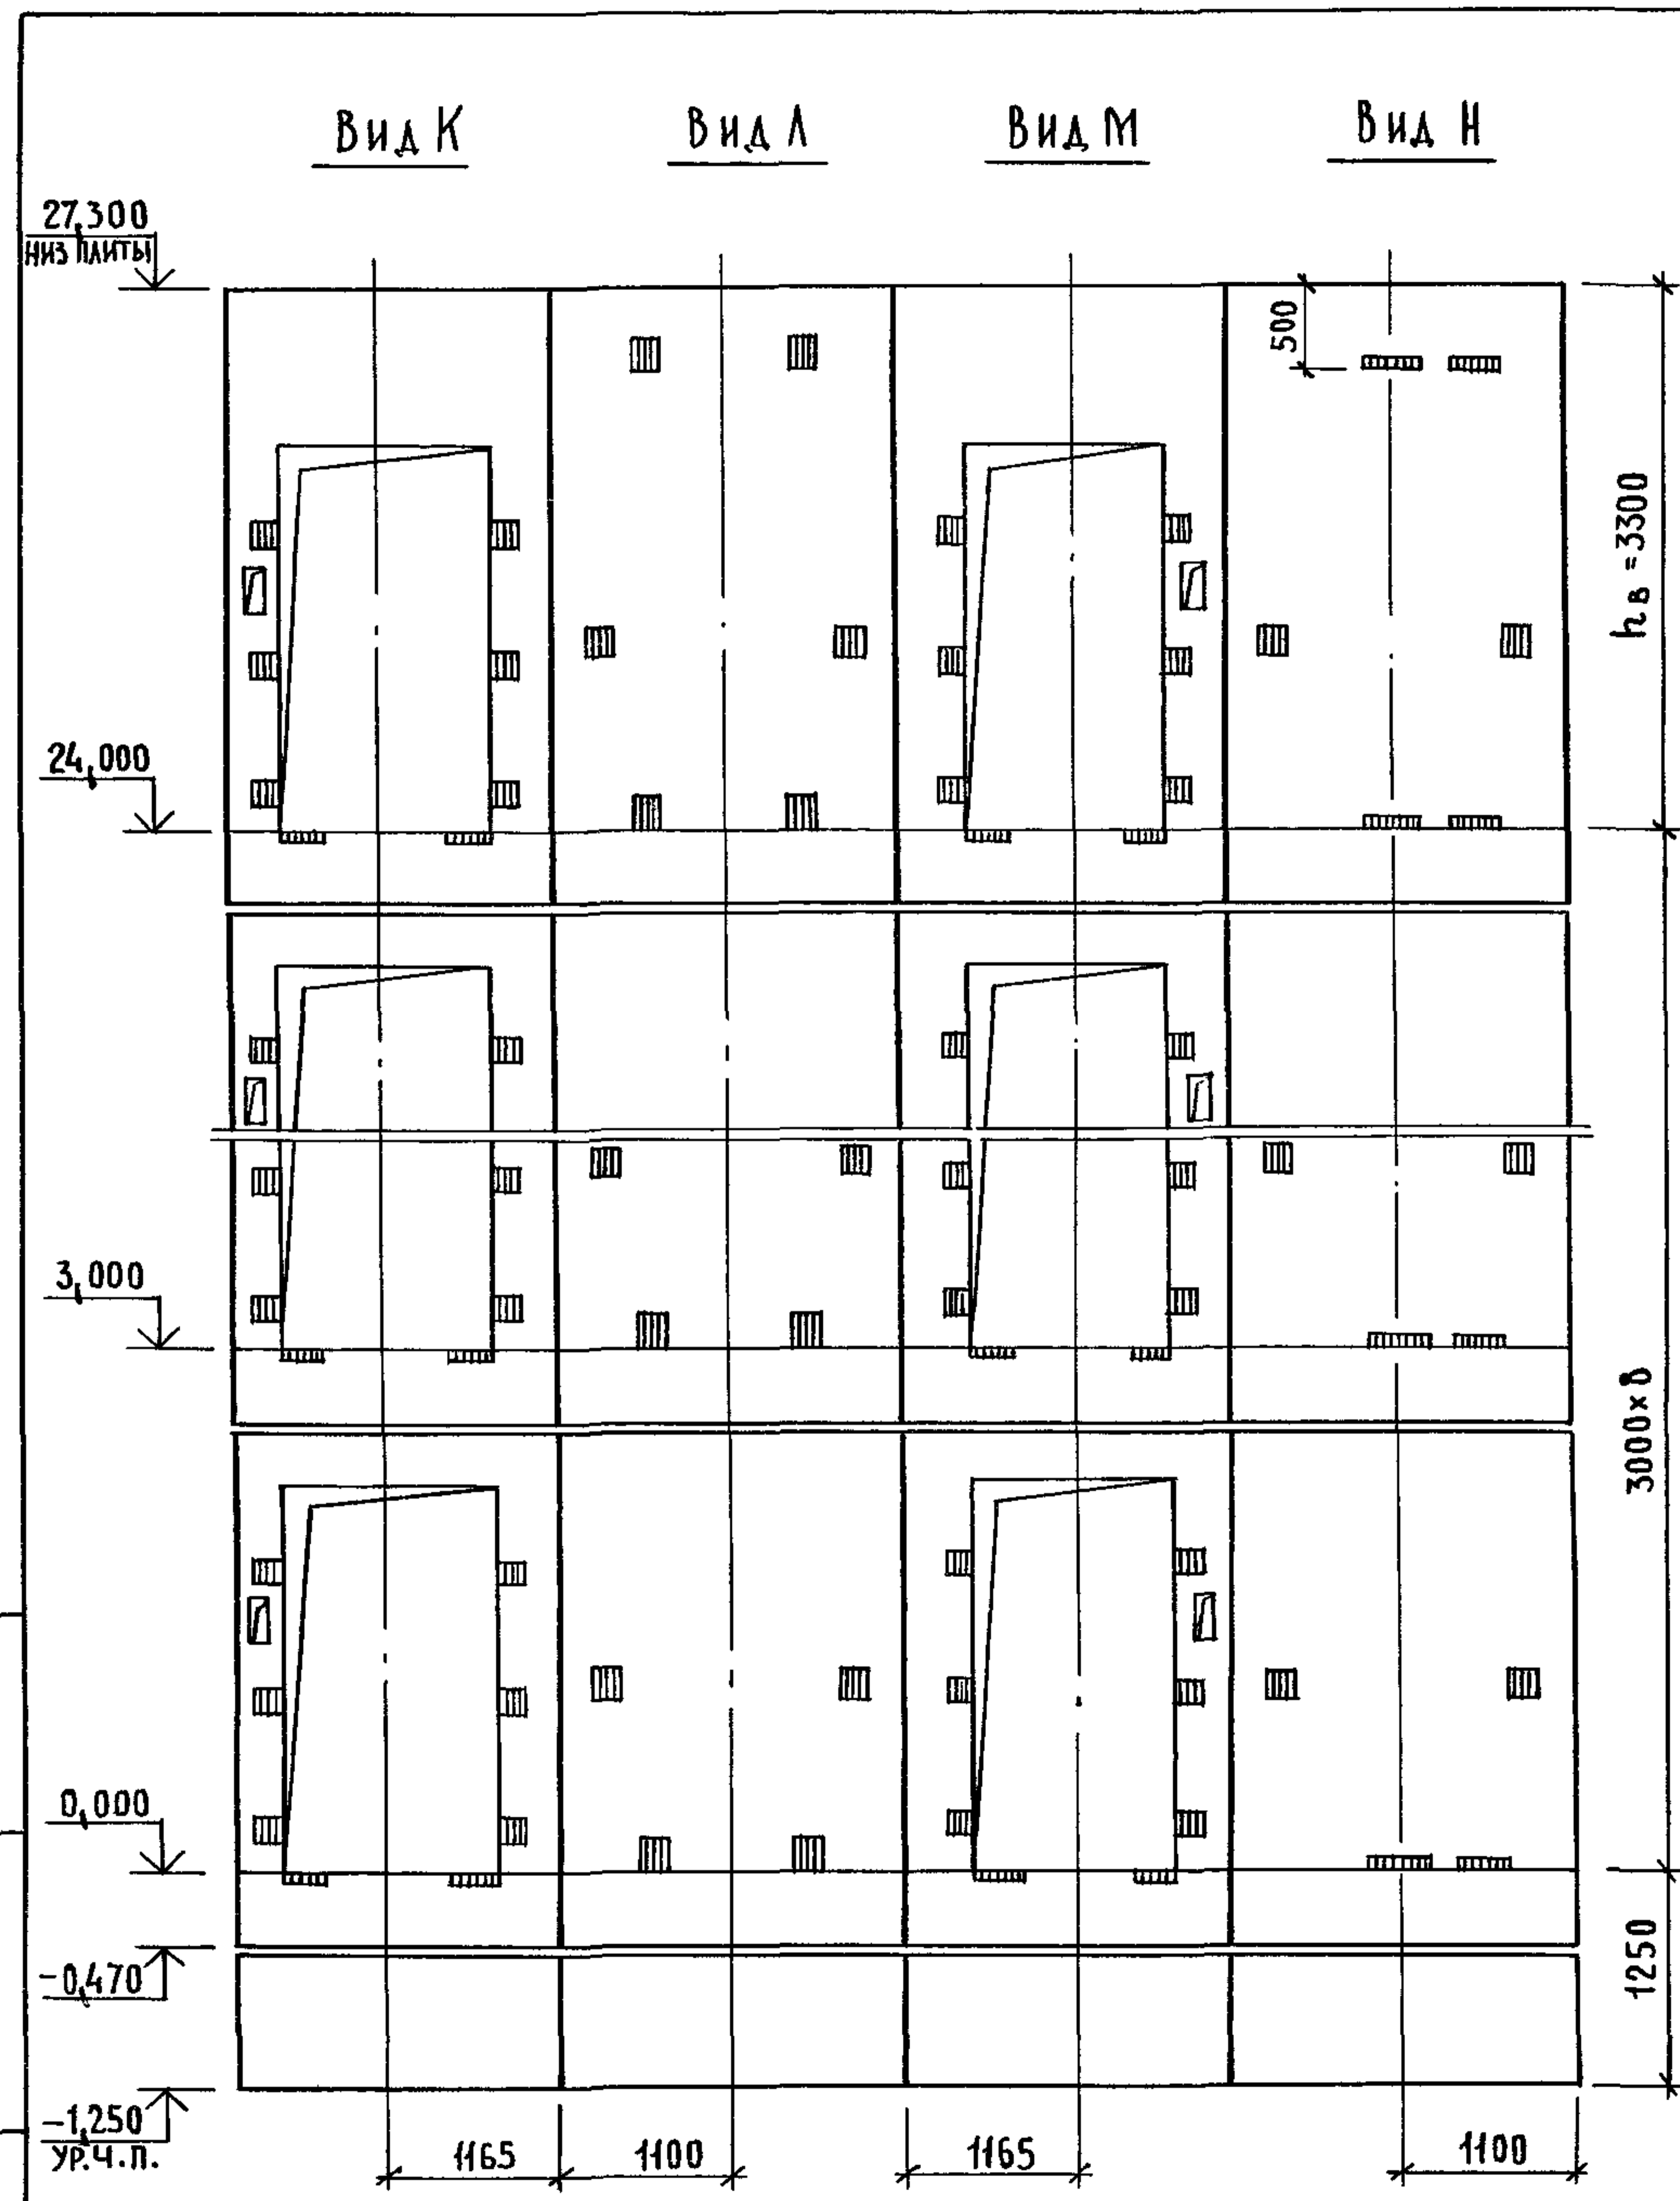 Вид К
Вид Л
Вид М
Вид Н
27,300
НИЗ ПЛИТЫ
500
hв = 3300
24,000
3,000
3000×8
0,000
-0,470
1250
-1,250
УР.Ч.П.
1165
1100
1165
1100